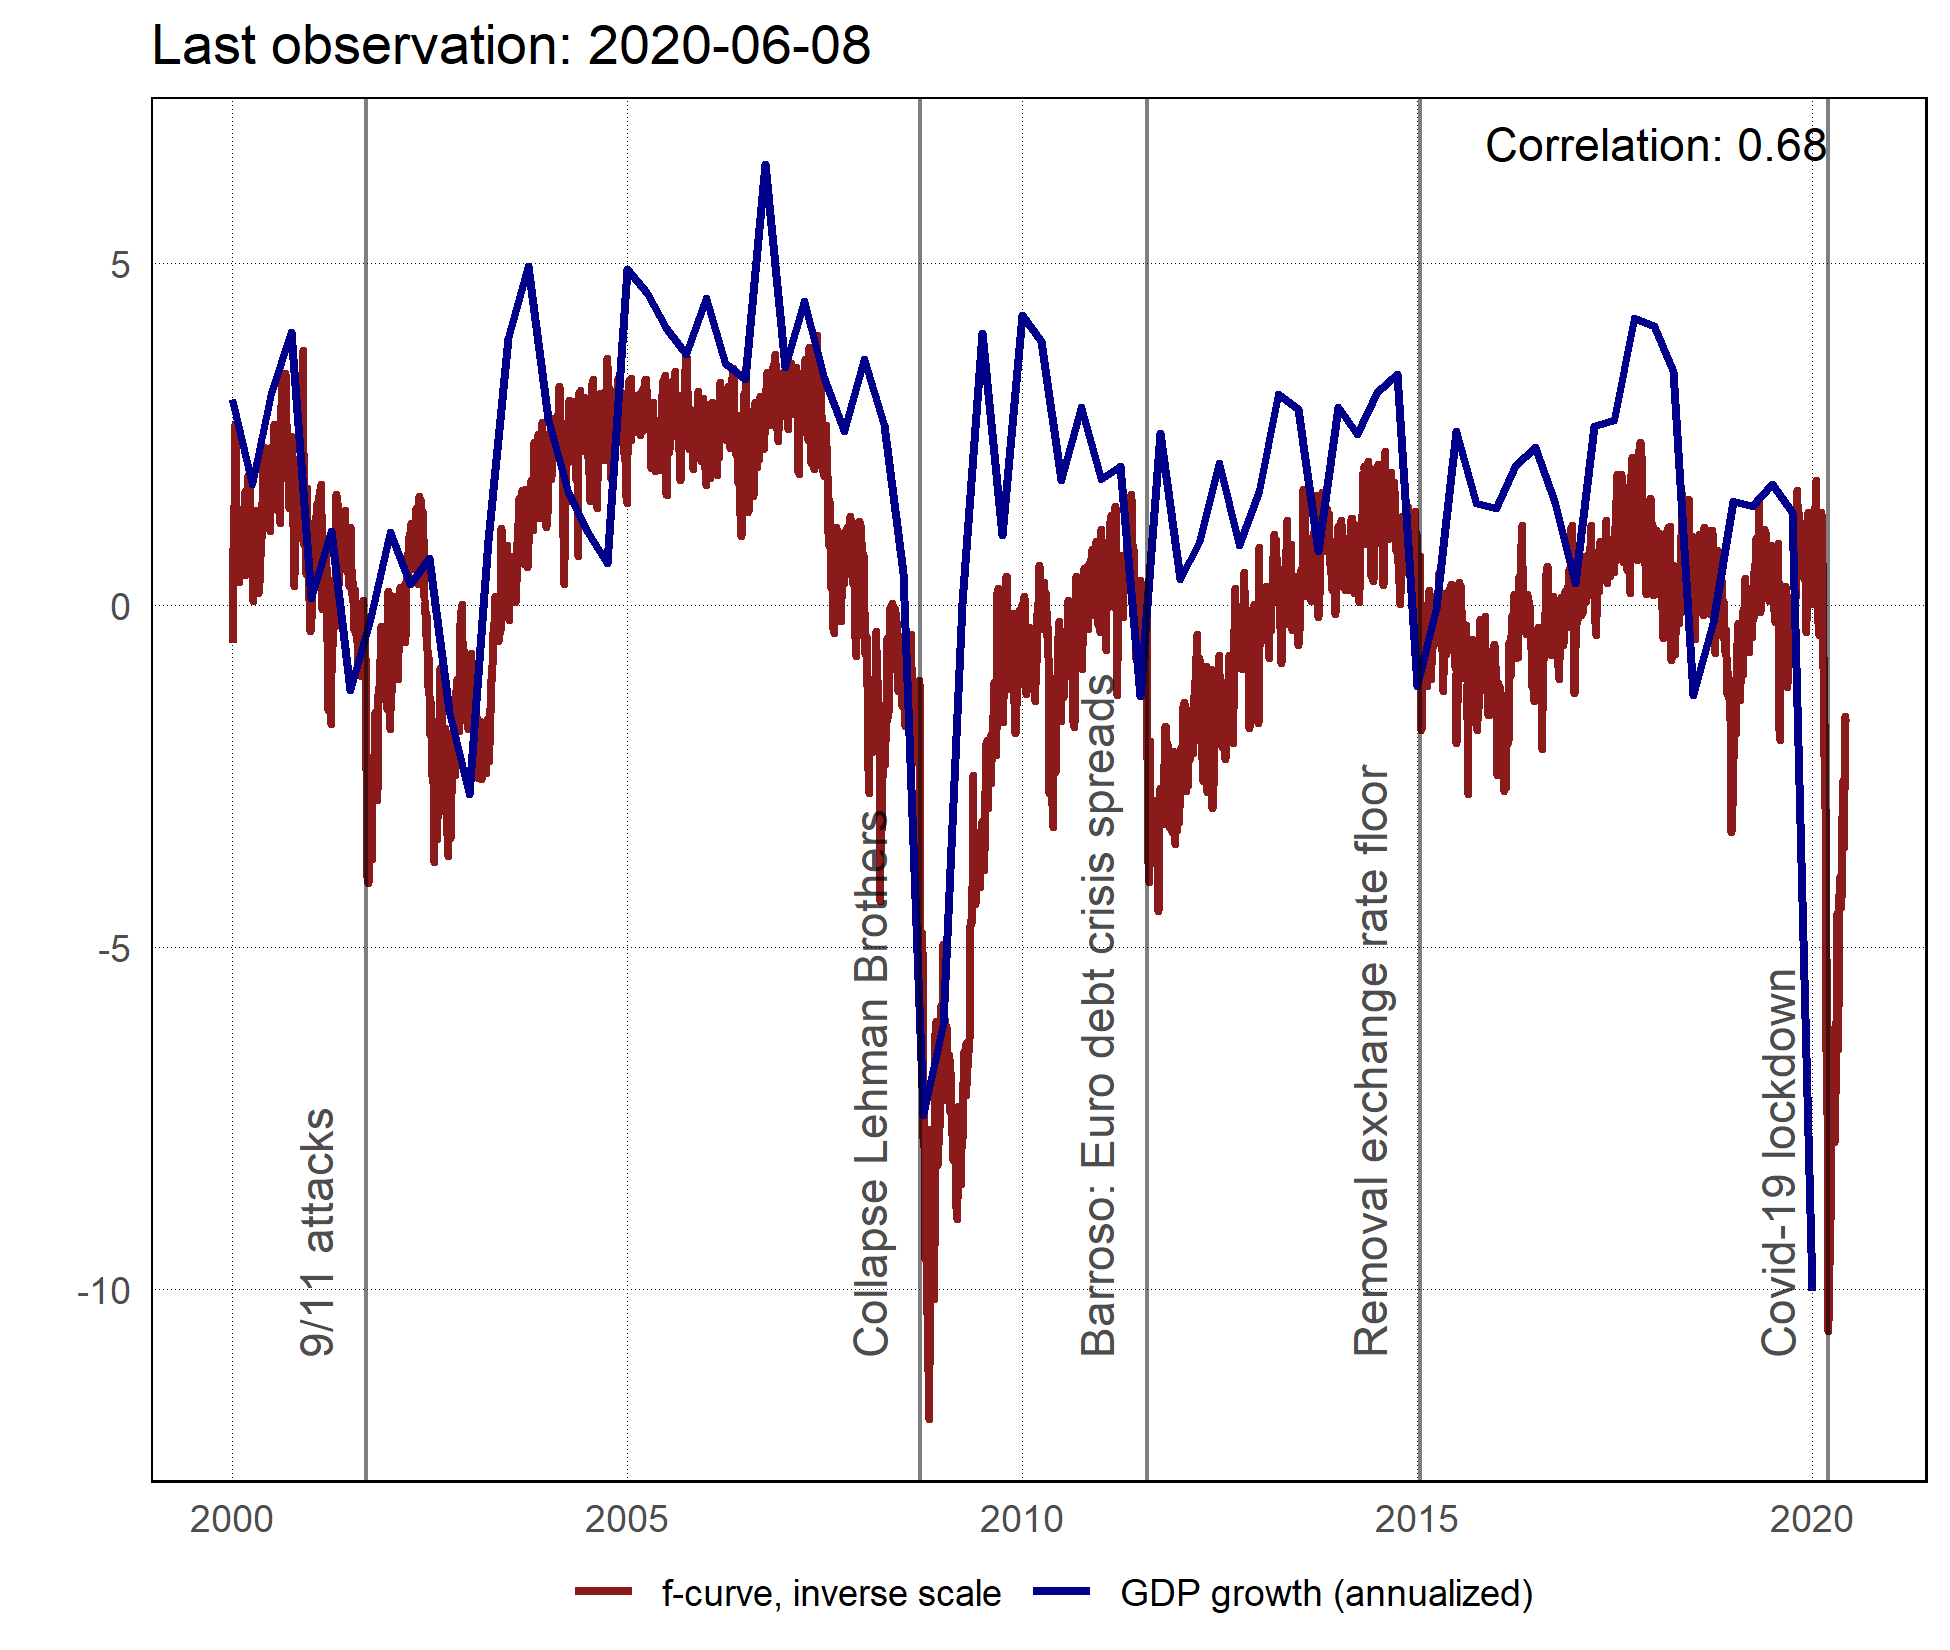 Last observation: 2020-06-08
Correlation: 0.68
5
0
-5
-10
9/11 attacks
Collapse Lehman Brothers
Barroso: Euro debt crisis spreads
Removal exchange rate floor
Covid-19 lockdown
2000
2005
2010
2015
2020
f-curve, inverse scale
GDP growth (annualized)